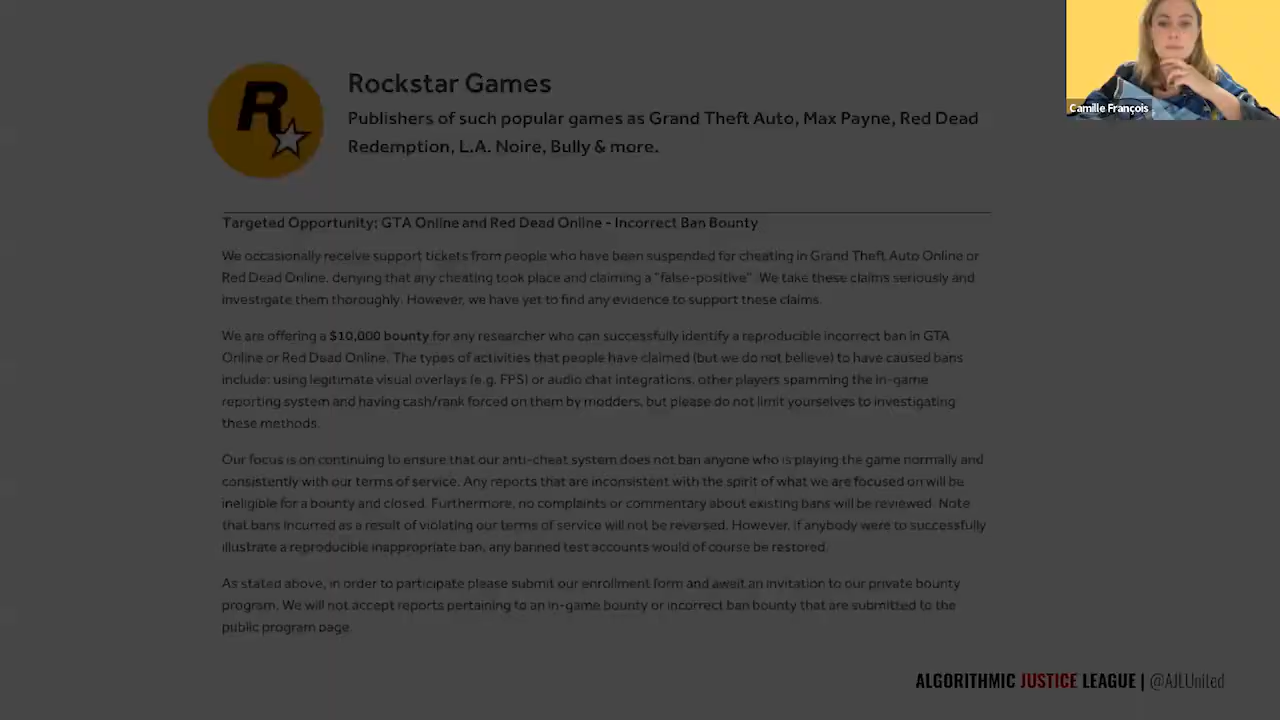 Camille François
R
Rockstar Games
Publishers of such popular games as Grand Theft Auto, Max Payne, Red Dead
Redemption, L.A. Noire, Bully & more.
Targeted Opportunity: GTA Online and Red Dead Online - Incorrect Ban Bounty
We occasionally receive support tickets from people who have been suspended for cheating in Grand Theft Auto Online or
Red Dead Online, denying that any cheating took place and claiming a "false-positive". We take these claims seriously and
investigate them thoroughly. However, we have yet to find any evidence to support these claims.
We are offering a $10,000 bounty for any researcher who can successfully identify a reproducible incorrect ban in GTA
Online or Red Dead Online. The types of activities that people have claimed (but we do not believe) to have caused bans
include: using legitimate visual overlays (e.g. FPS) or audio chat integrations, other players spamming the in-game
reporting system and having cash/rank forced on them by modders, but please do not limit yourselves to investigating
these methods.
Our focus is on continuing to ensure that our anti-cheat system does not ban anyone who is playing the game normally and
consistently with our terms of service. Any reports that are inconsistent with the spirit of what we are focused on will be
ineligible for a bounty and closed. Furthermore, no complaints or commentary about existing bans will be reviewed. Note
that bans incurred as a result of violating our terms of service will not be reversed. However, if anybody were to successfully
illustrate a reproducible inappropriate ban, any banned test accounts would of course be restored.
As stated above, in order to participate please submit our enrollment form and await an invitation to our private bounty
program. We will not accept reports pertaining to an in-game bounty or incorrect ban bounty that are submitted to the
public program page.
ALGORITHMIC JUSTICE LEAGUE | @AJLUnited